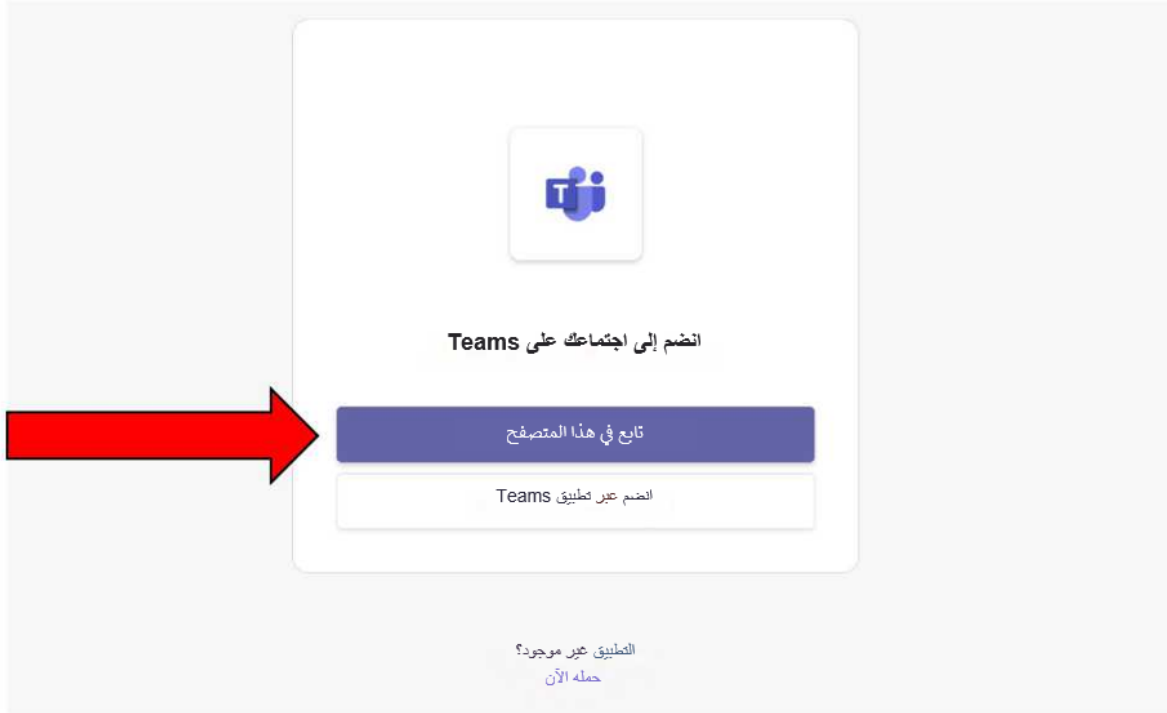 T
انضم إلى اجتماعك على Teams
تابع في هذا المتصفح
انضم عبر تطبيق Teams
التطبيق غير موجود؟
حمله الآن